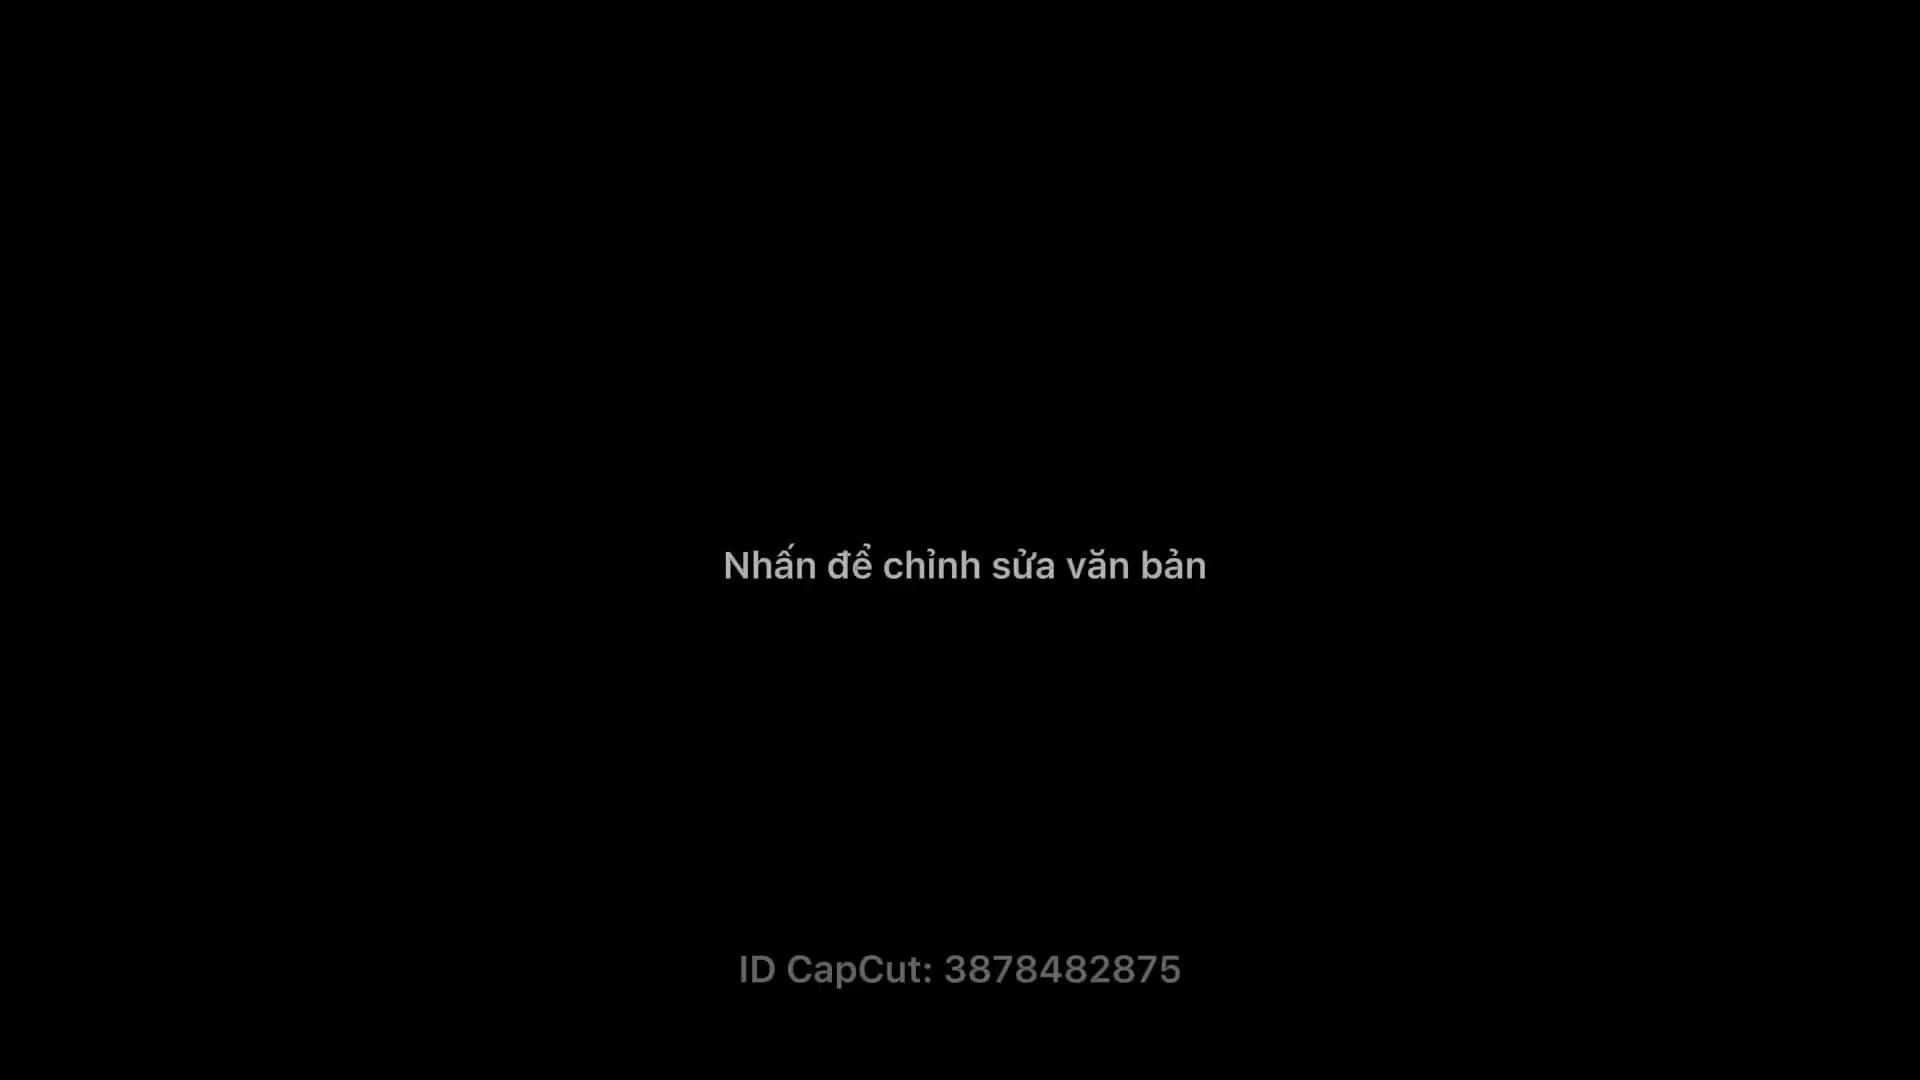 Nhấn để chỉnh sửa văn bản
ID CapCut: 3878482875